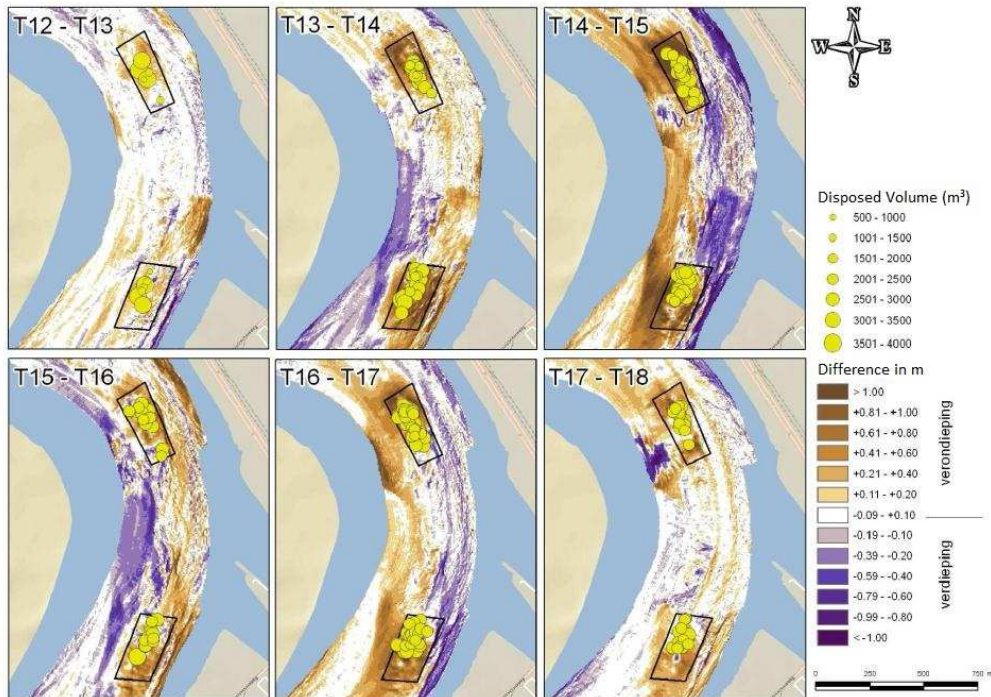 T12 - T13
T13 - T14
T14 - T15
N
W E
S
Disposed Volume (m³)
500 - 1000
1001 - 1500
1501 - 2000
2001 - 2500
2501 - 3000
3001 - 3500
3501 - 4000
T15 - T16
T16 - T17
T17 - T18
Difference in m
> 1.00
+0.81 - +1.00
+0.61 - +0.80
+0.41 - +0.60
+0.21 - +0.40
+0.11 - +0.20
-0.09 - +0.10
-0.19 - -0.10
-0.39 - -0.20
-0.59 - -0.40
-0.79 - -0.60
-0.99 - -0.80
< -1.00
verondieping
verdieping
0 250 500 750 m